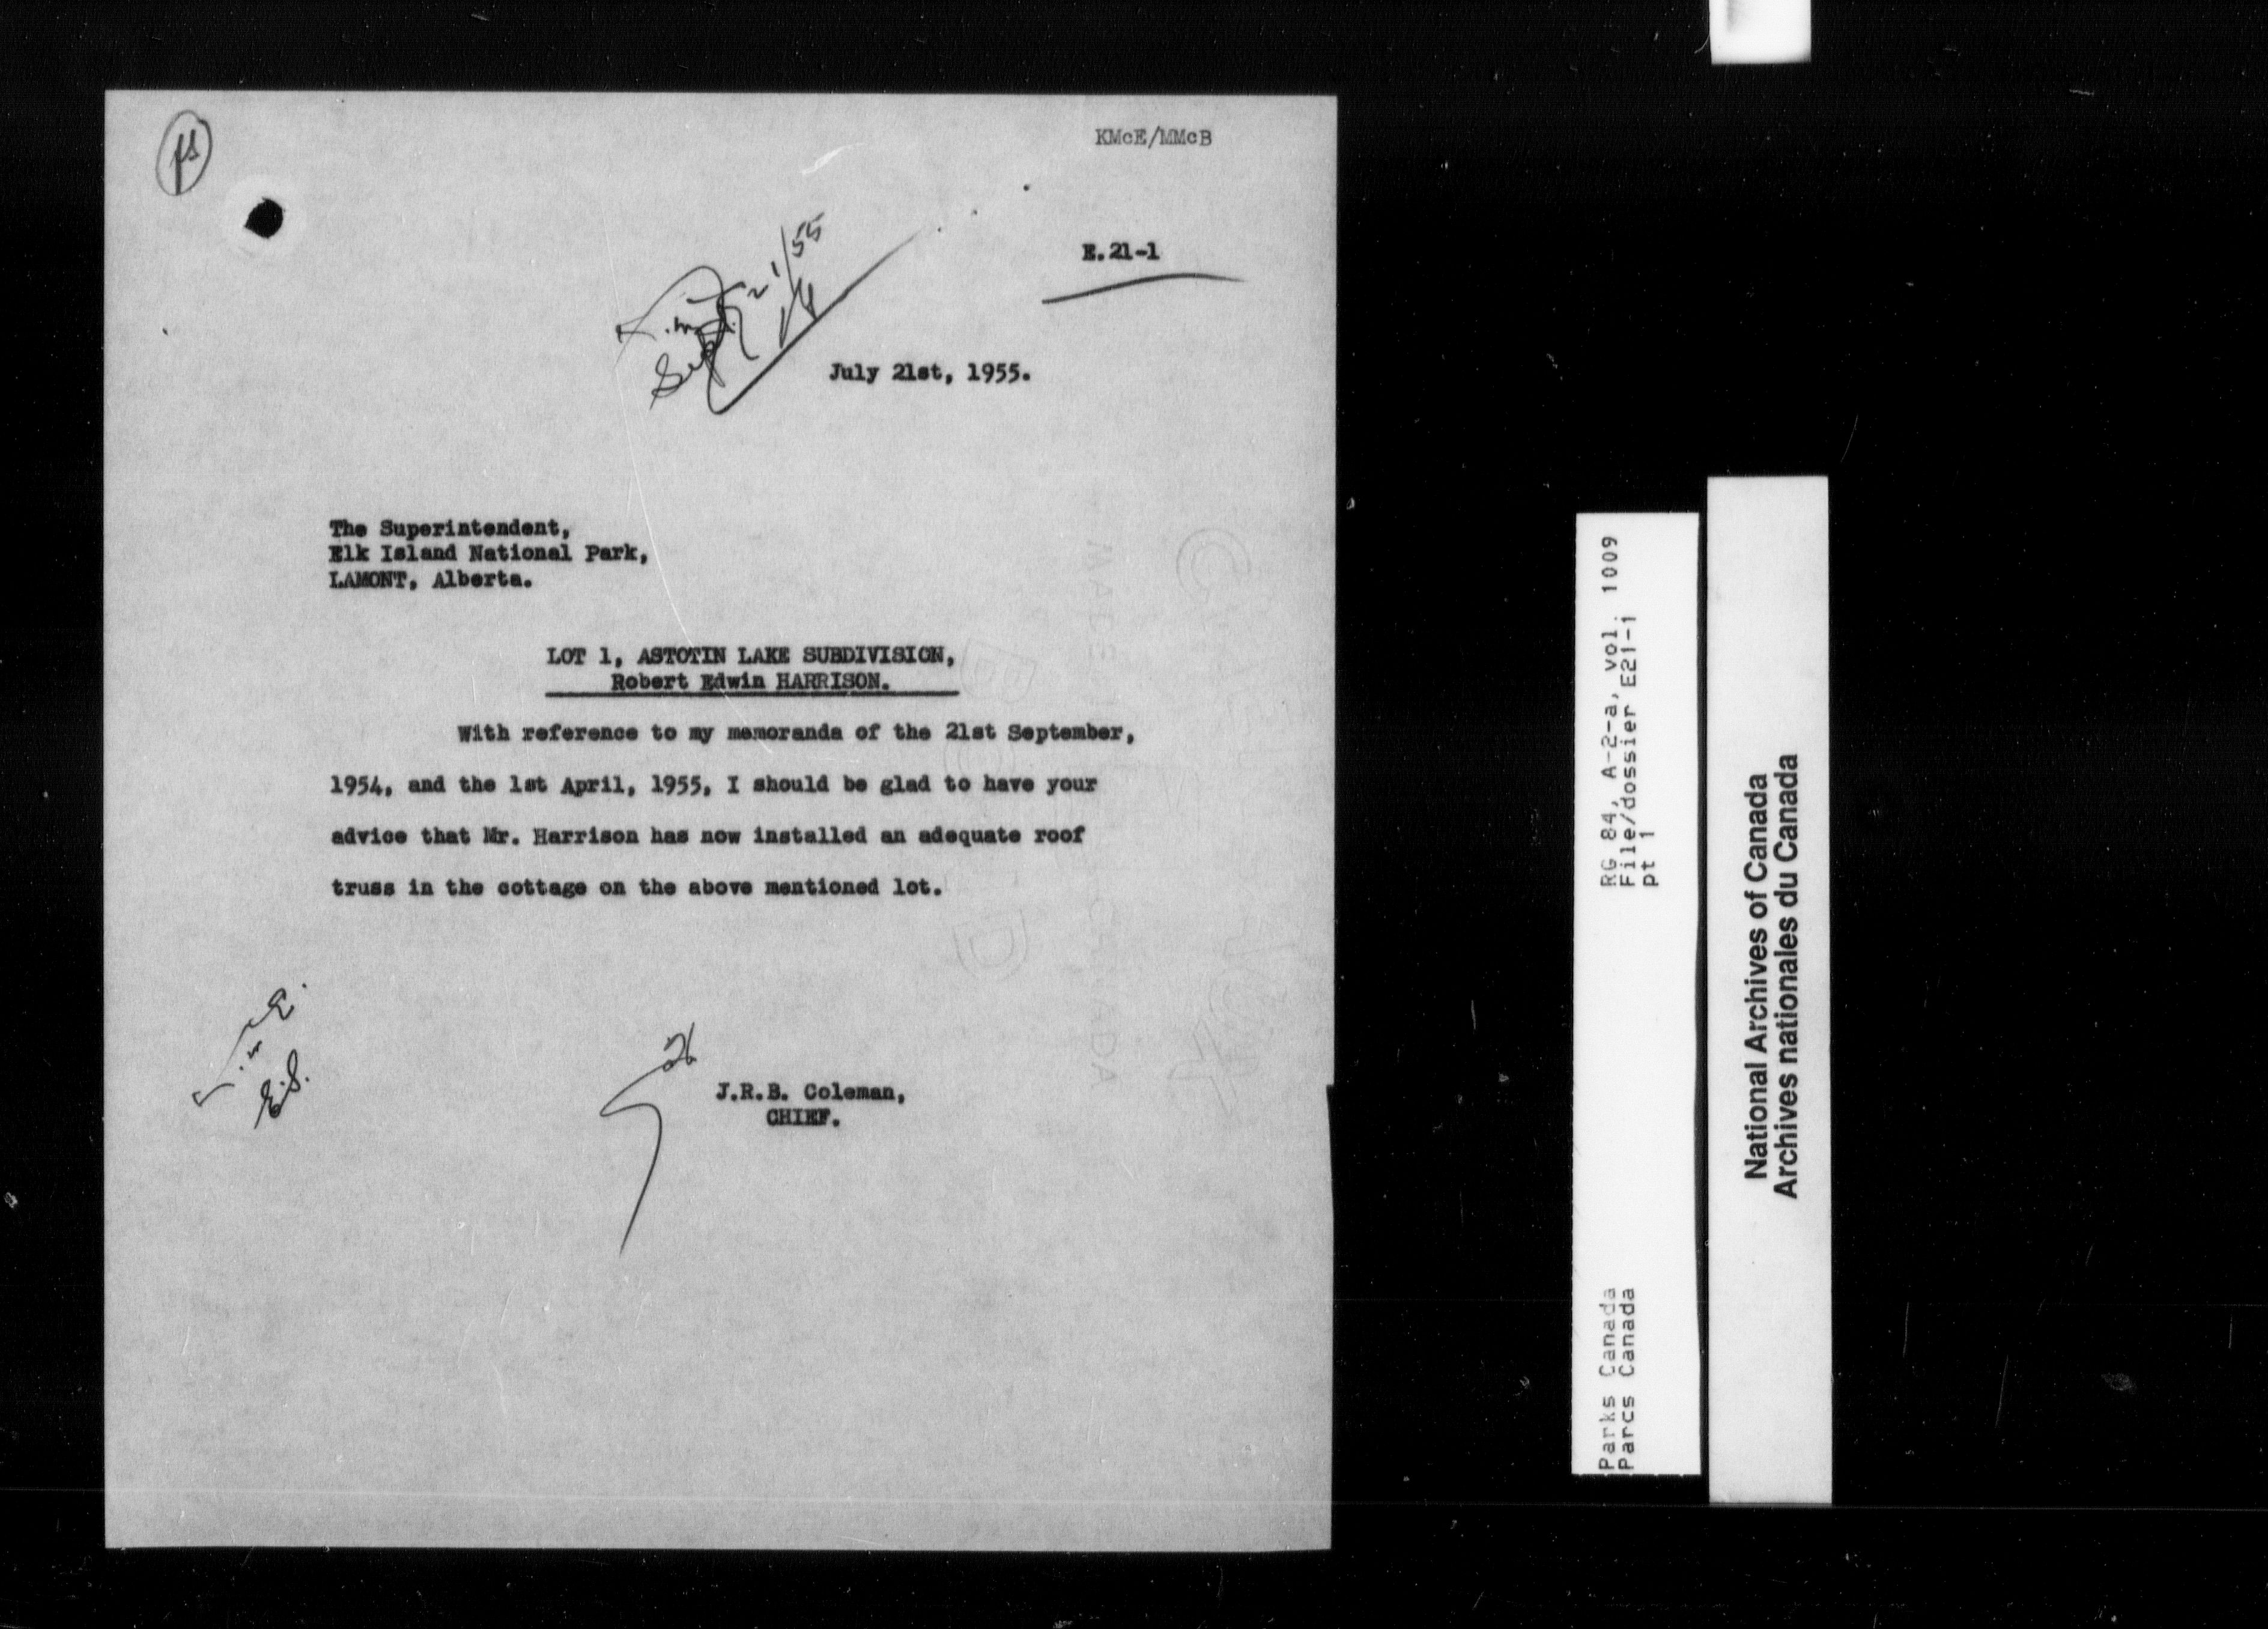 KMcE/MMcB
E.21-1
Sept. 21/55
July 21st, 1955.
The Superintendent,
Elk Island National Park,
LAMONT, Alberta.
LOT 1, ASTOTIN LAKE SUBDIVISION,
Robert Edwin HARRISON.
With reference to my memoranda of the 21st September,
1954, and the 1st April, 1955, I should be glad to have your
advice that Mr. Harrison has now installed an adequate roof
truss in the cottage on the above mentioned lot.
E.S.
J.R.B. Coleman,
CHIEF.
RG 84, A-2-a, vol. 1009
File/dossier E21-1
pt 1
Parks Canada
Parcs Canada
National Archives of Canada
Archives nationales du Canada